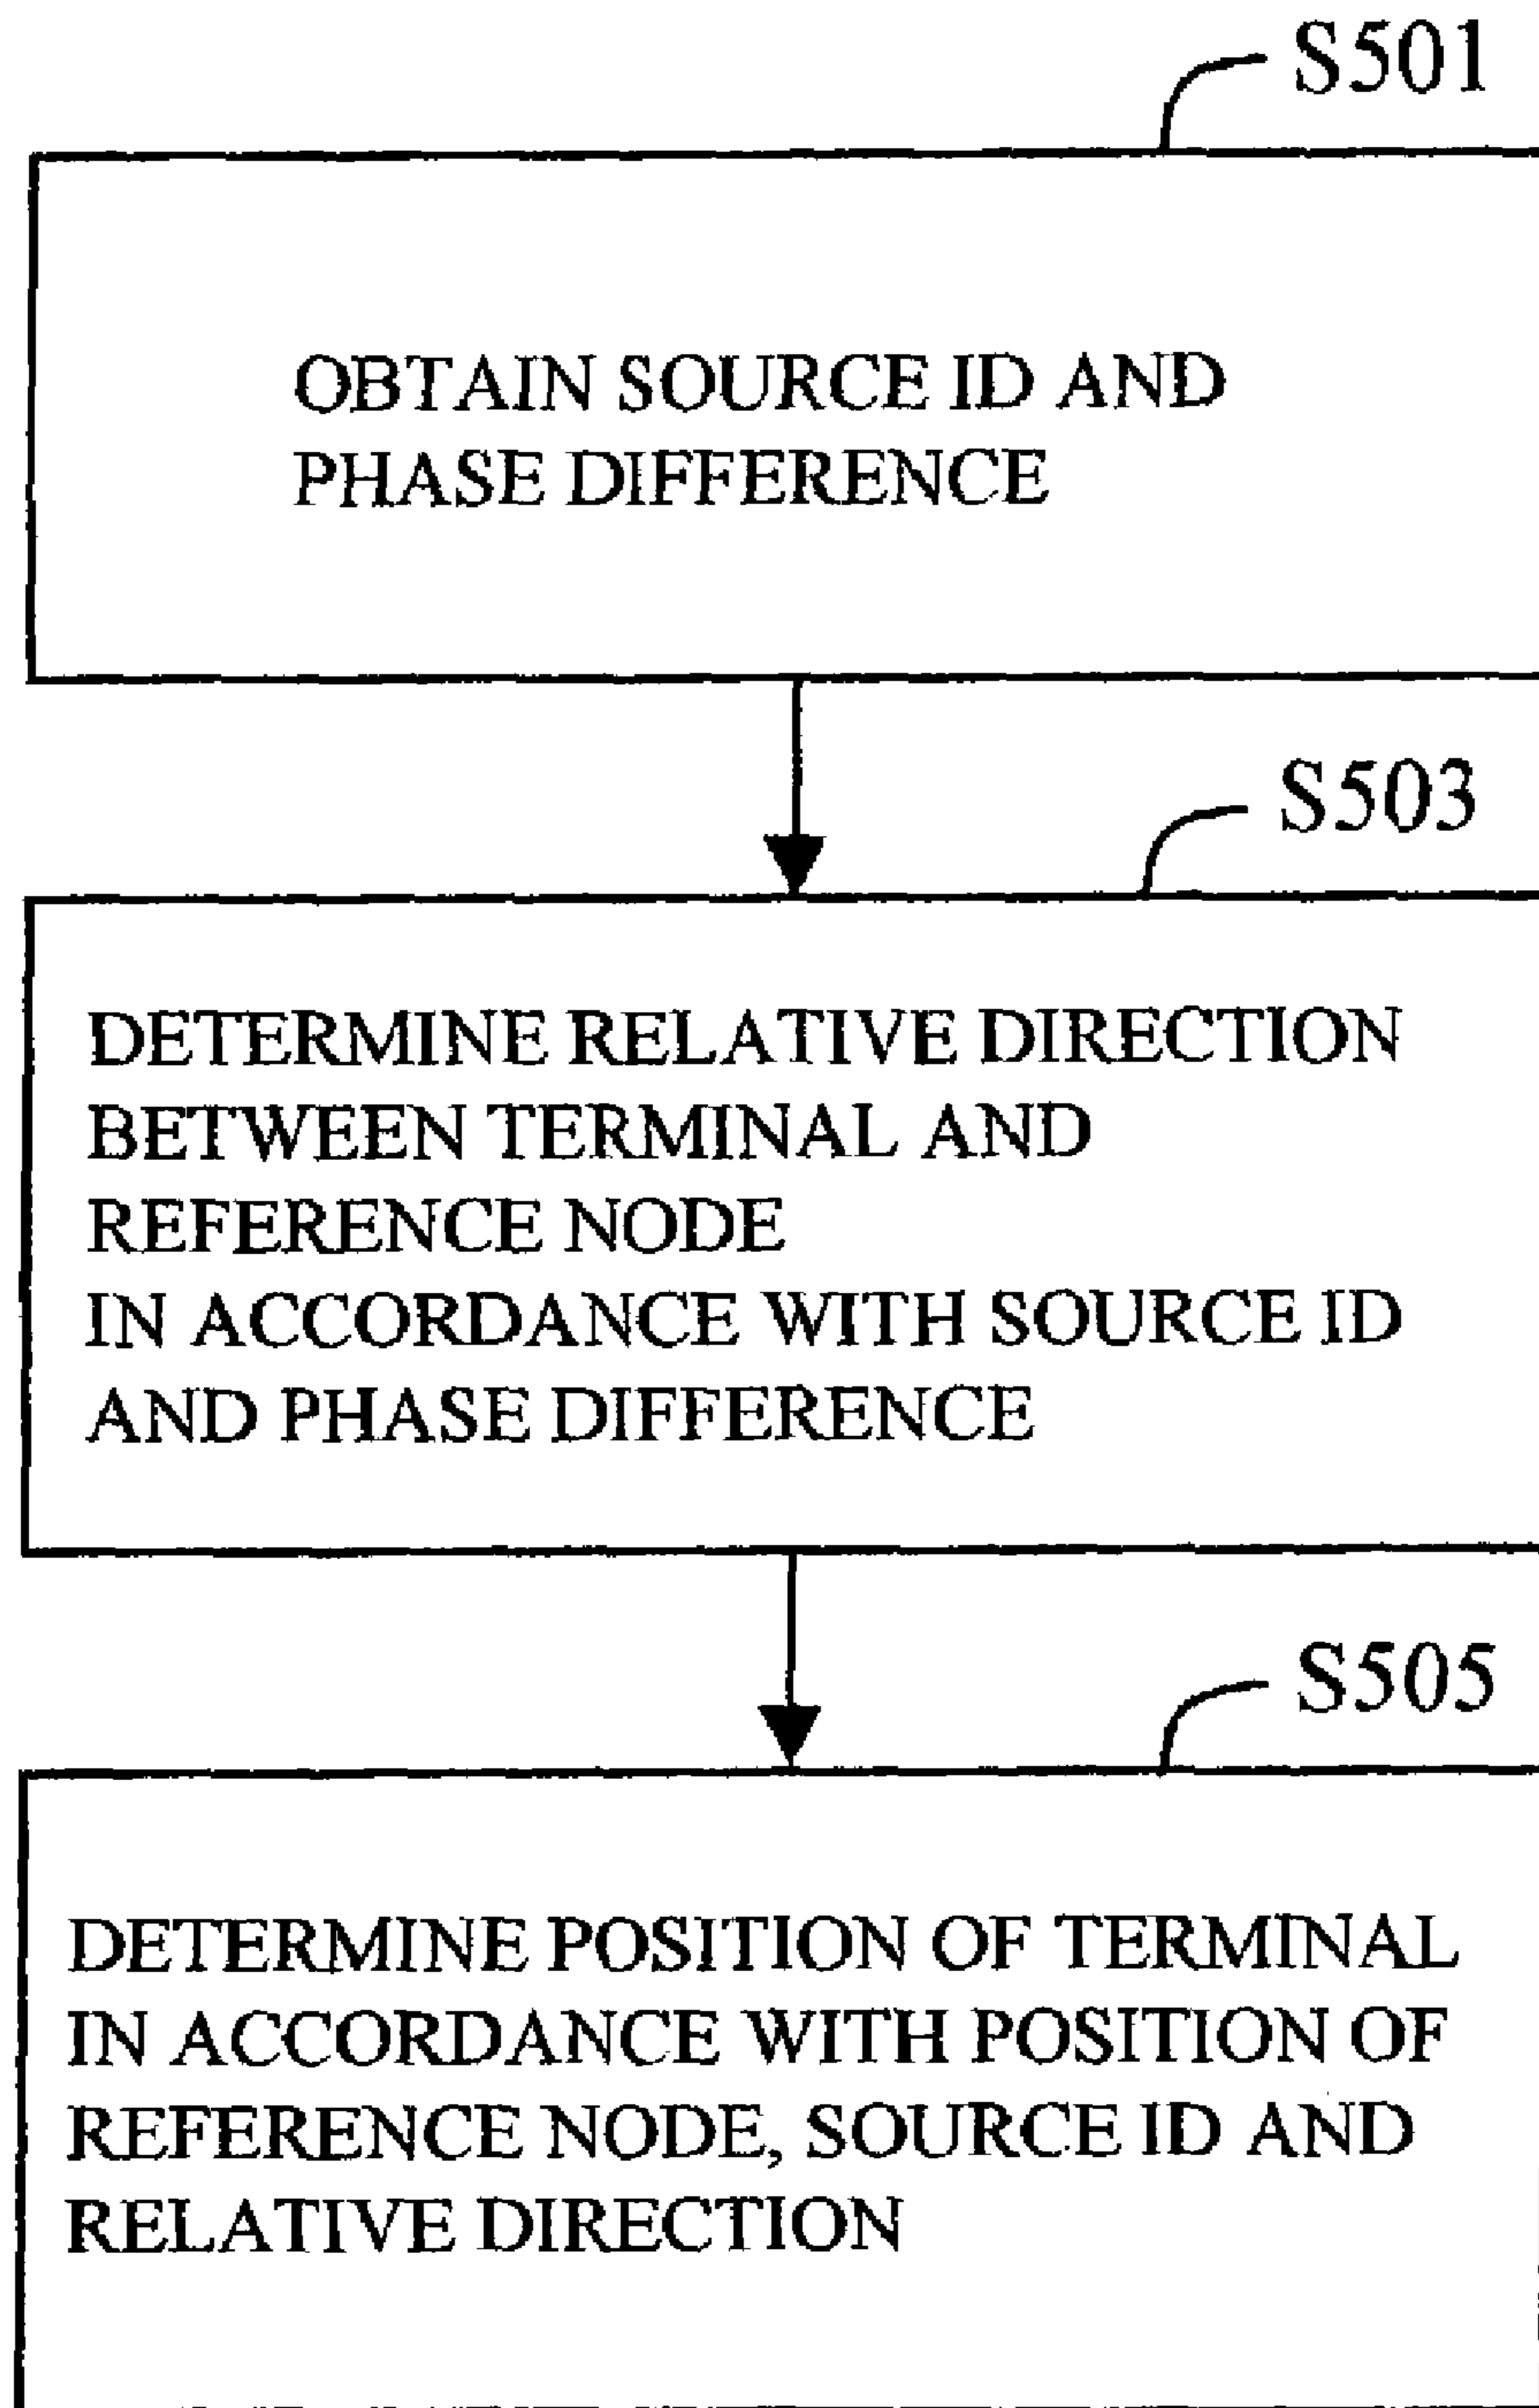 S501
OBTAIN SOURCE ID AND
PHASE DIFFERENCE
S503
DETERMINE RELATIVE DIRECTION
BETWEEN TERMINAL AND
REFERENCE NODE
IN ACCORDANCE WITH SOURCE ID
AND PHASE DIFFERENCE
S505
DETERMINE POSITION OF TERMINAL
IN ACCORDANCE WITH POSITION OF
REFERENCE NODE, SOURCE ID AND
RELATIVE DIRECTION